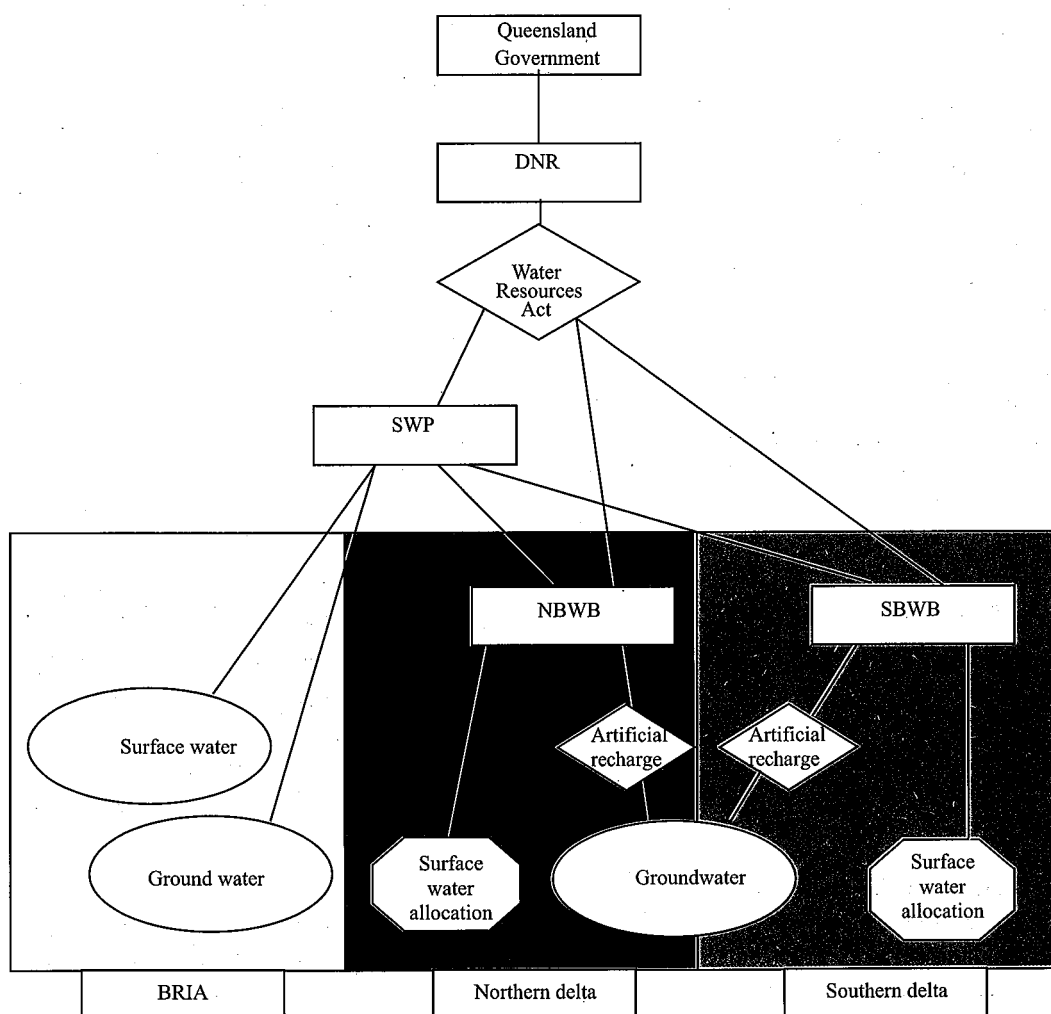 Queensland
Government
DNR
Water
Resources
Act
SWP
NBWB
SBWB
Surface water
Artificial
recharge
Artificial
recharge
Ground water
Surface
water
allocation
Groundwater
Surface
water
allocation
BRIA
Northern delta
Southern delta